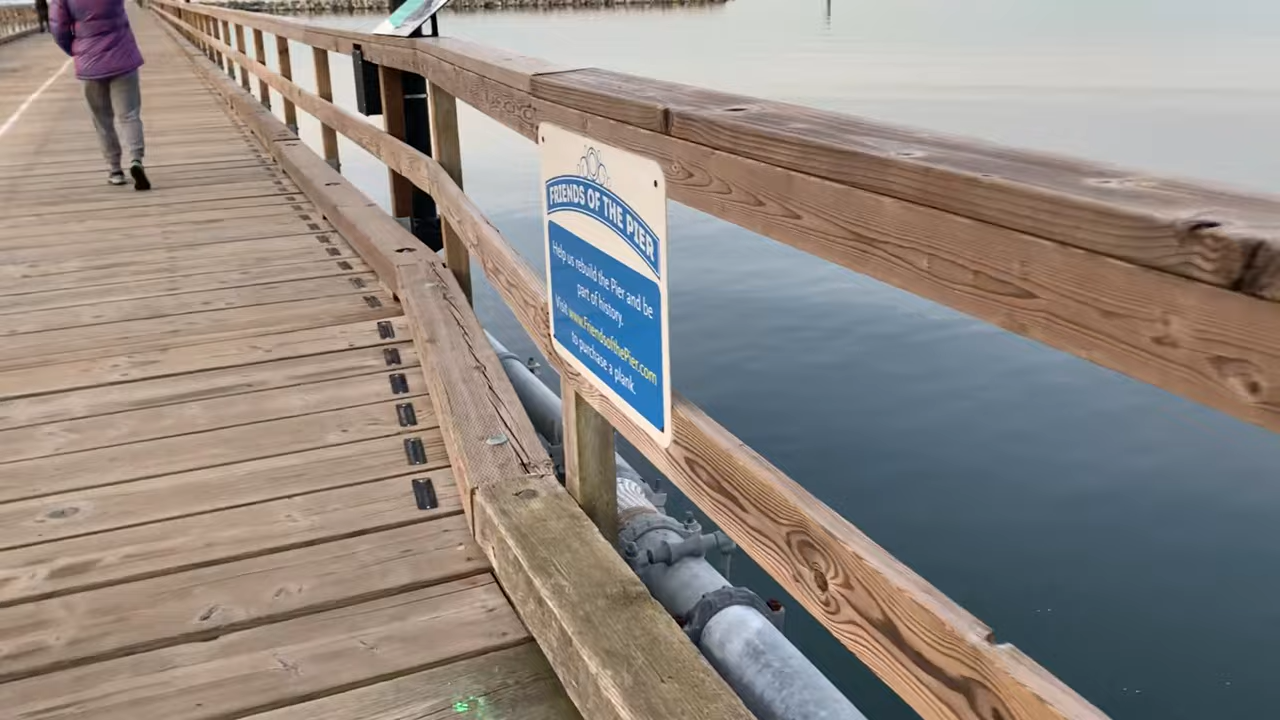 FRIENDS OF THE PIER
Help us rebuild the Pier and be
part of history.
Visit www.FriendsofthePier.com
to purchase a plank.